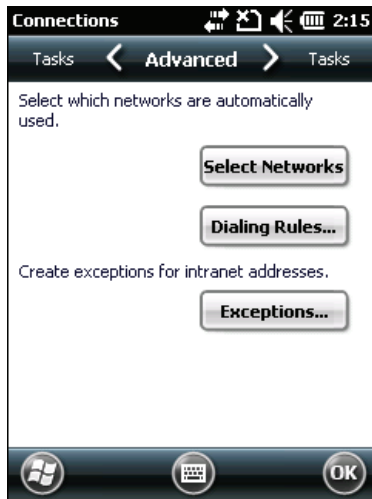 Connections 2:15
Tasks Advanced Tasks
Select which networks are automatically
used.
Select Networks
Dialing Rules...
Create exceptions for intranet addresses.
Exceptions...
OK